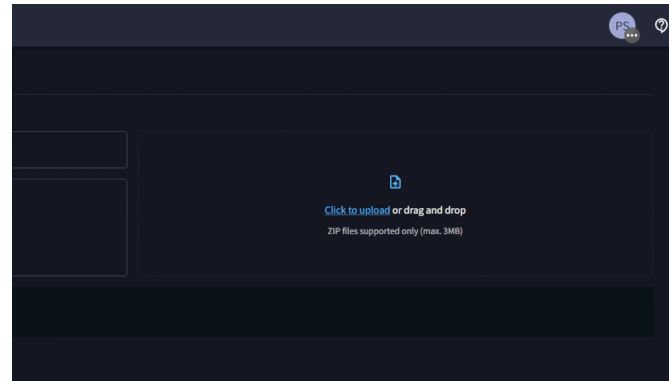 PS
Click to upload or drag and drop
ZIP files supported only (max. 3MB)